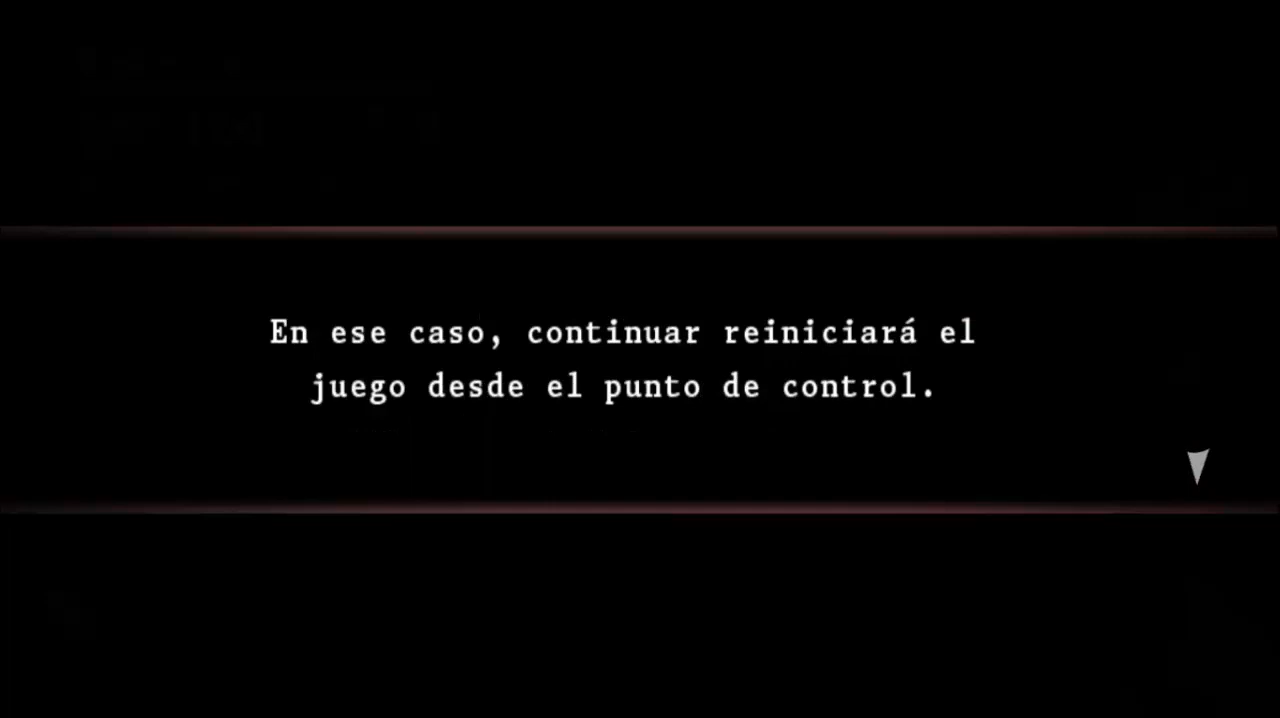 En ese caso, continuar reiniciará el
juego desde el punto de control.